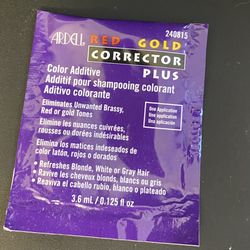 240815
ARDELL RED GOLD
CORRECTOR
PLUS
Color Additive
Additif pour shampooing colorant
Aditivo colorante
Eliminates Unwanted Brassy,
Red or gold Tones
Elimine les nuances cuivrées,
rousses ou dorées indésirables
Elimina los matices indeseados de
color latón, rojos o dorados
One Application
Une application
Una aplicación
• Refreshes Blonde, White or Gray Hair
• Ravive les cheveux blonds, blancs ou gris
• Reaviva el cabello rubio, blanco o plateado
3.6 mL / 0.125 fl oz